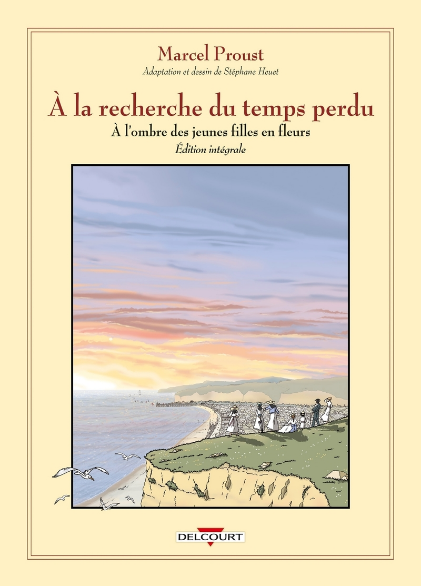 Marcel Proust
Adaptation et dessin de Stéphane Heuet
À la recherche du temps perdu
À l'ombre des jeunes filles en fleurs
Édition intégrale
DELCOURT